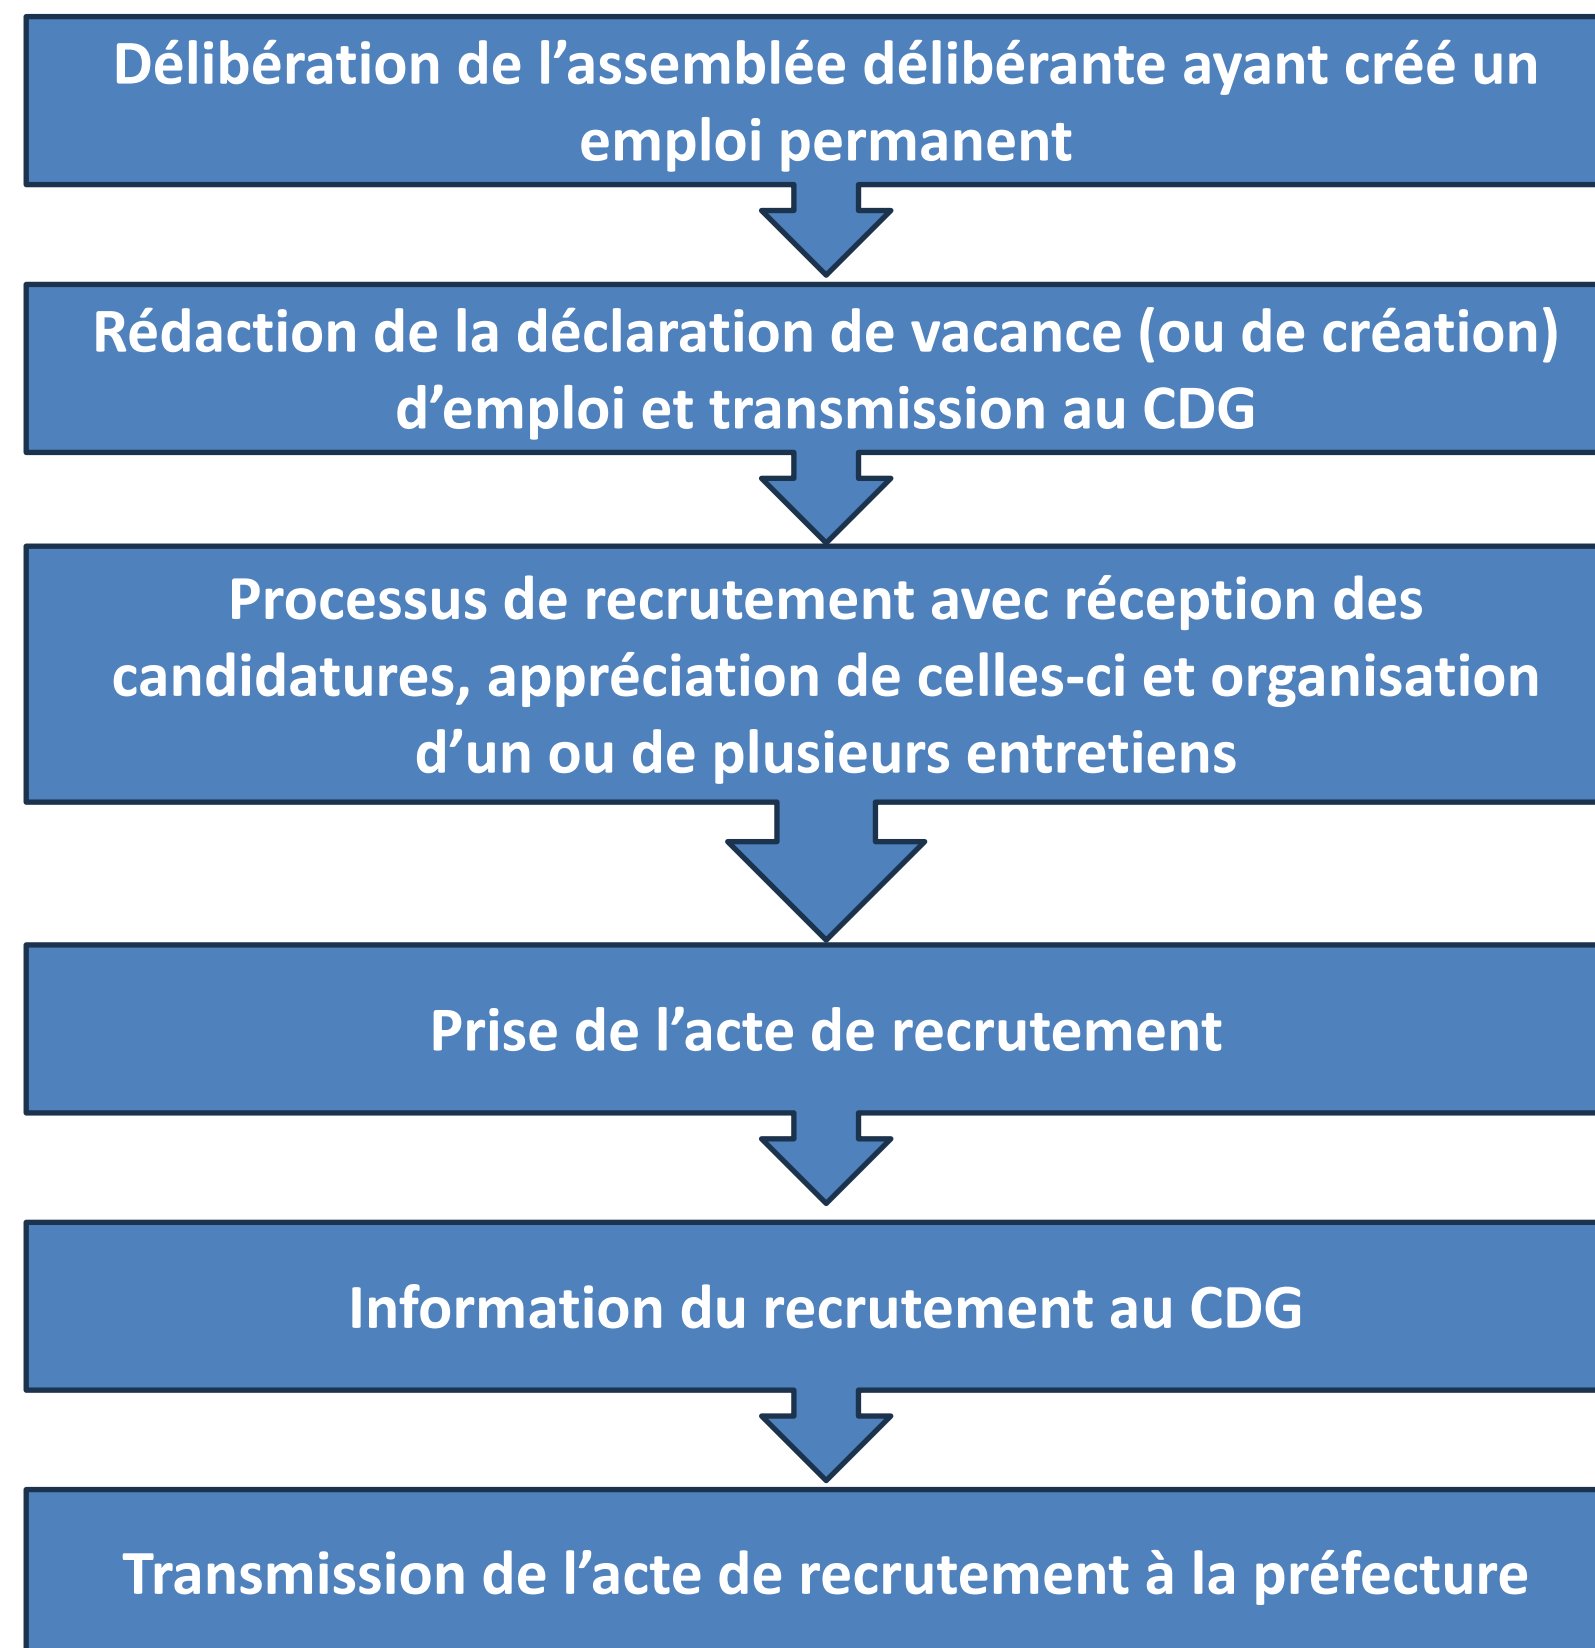 Délibération de l’assemblée délibérante ayant créé un
emploi permanent
Rédaction de la déclaration de vacance (ou de création)
d’emploi et transmission au CDG
Processus de recrutement avec réception des
candidatures, appréciation de celles-ci et organisation
d’un ou de plusieurs entretiens
Prise de l’acte de recrutement
Information du recrutement au CDG
Transmission de l’acte de recrutement à la préfecture